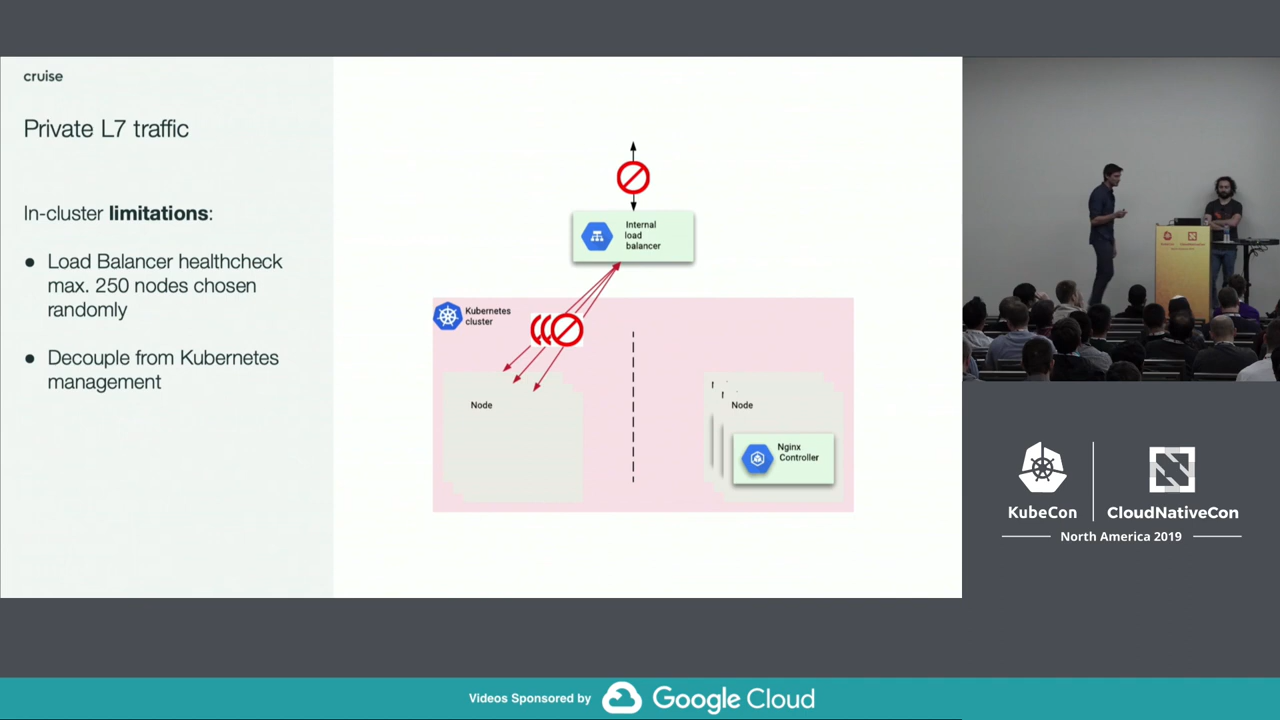 cruise
Private L7 traffic
In-cluster limitations:
● Load Balancer healthcheck
max. 250 nodes chosen
randomly
● Decouple from Kubernetes
management
Internal
load
balancer
Kubernetes
cluster
Node
Node
Nginx
Controller
KubeCon
CloudNativeCon
North America 2019
Videos Sponsored by
Google Cloud